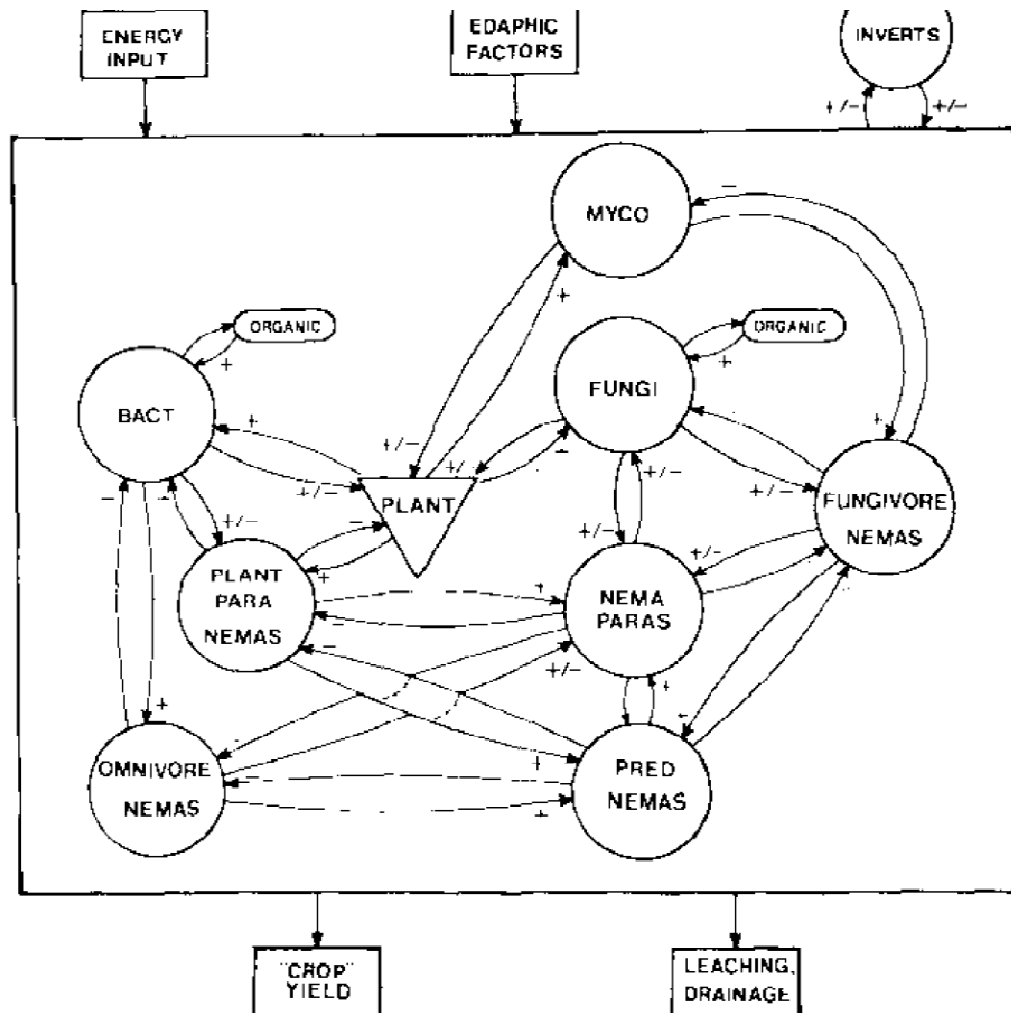 ENERGY
INPUT
EDAPHIC
FACTORS
INVERTS
+/-
+/-
MYCO
-
+
ORGANIC
+
BACT
ORGANIC
+
FUNGI
+
+/-
+/-
-
+/-
PLANT
+
+/-
FUNGIVORE
NEMAS
-
-
+/-
-
+/-
+/-
+
PLANT
PARA
NEMAS
+
-
-
NEMA
PARAS
+/-
+
+
OMNIVORE
NEMAS
+
+
PRED
NEMAS
CROP
YIELD
LEACHING,
DRAINAGE